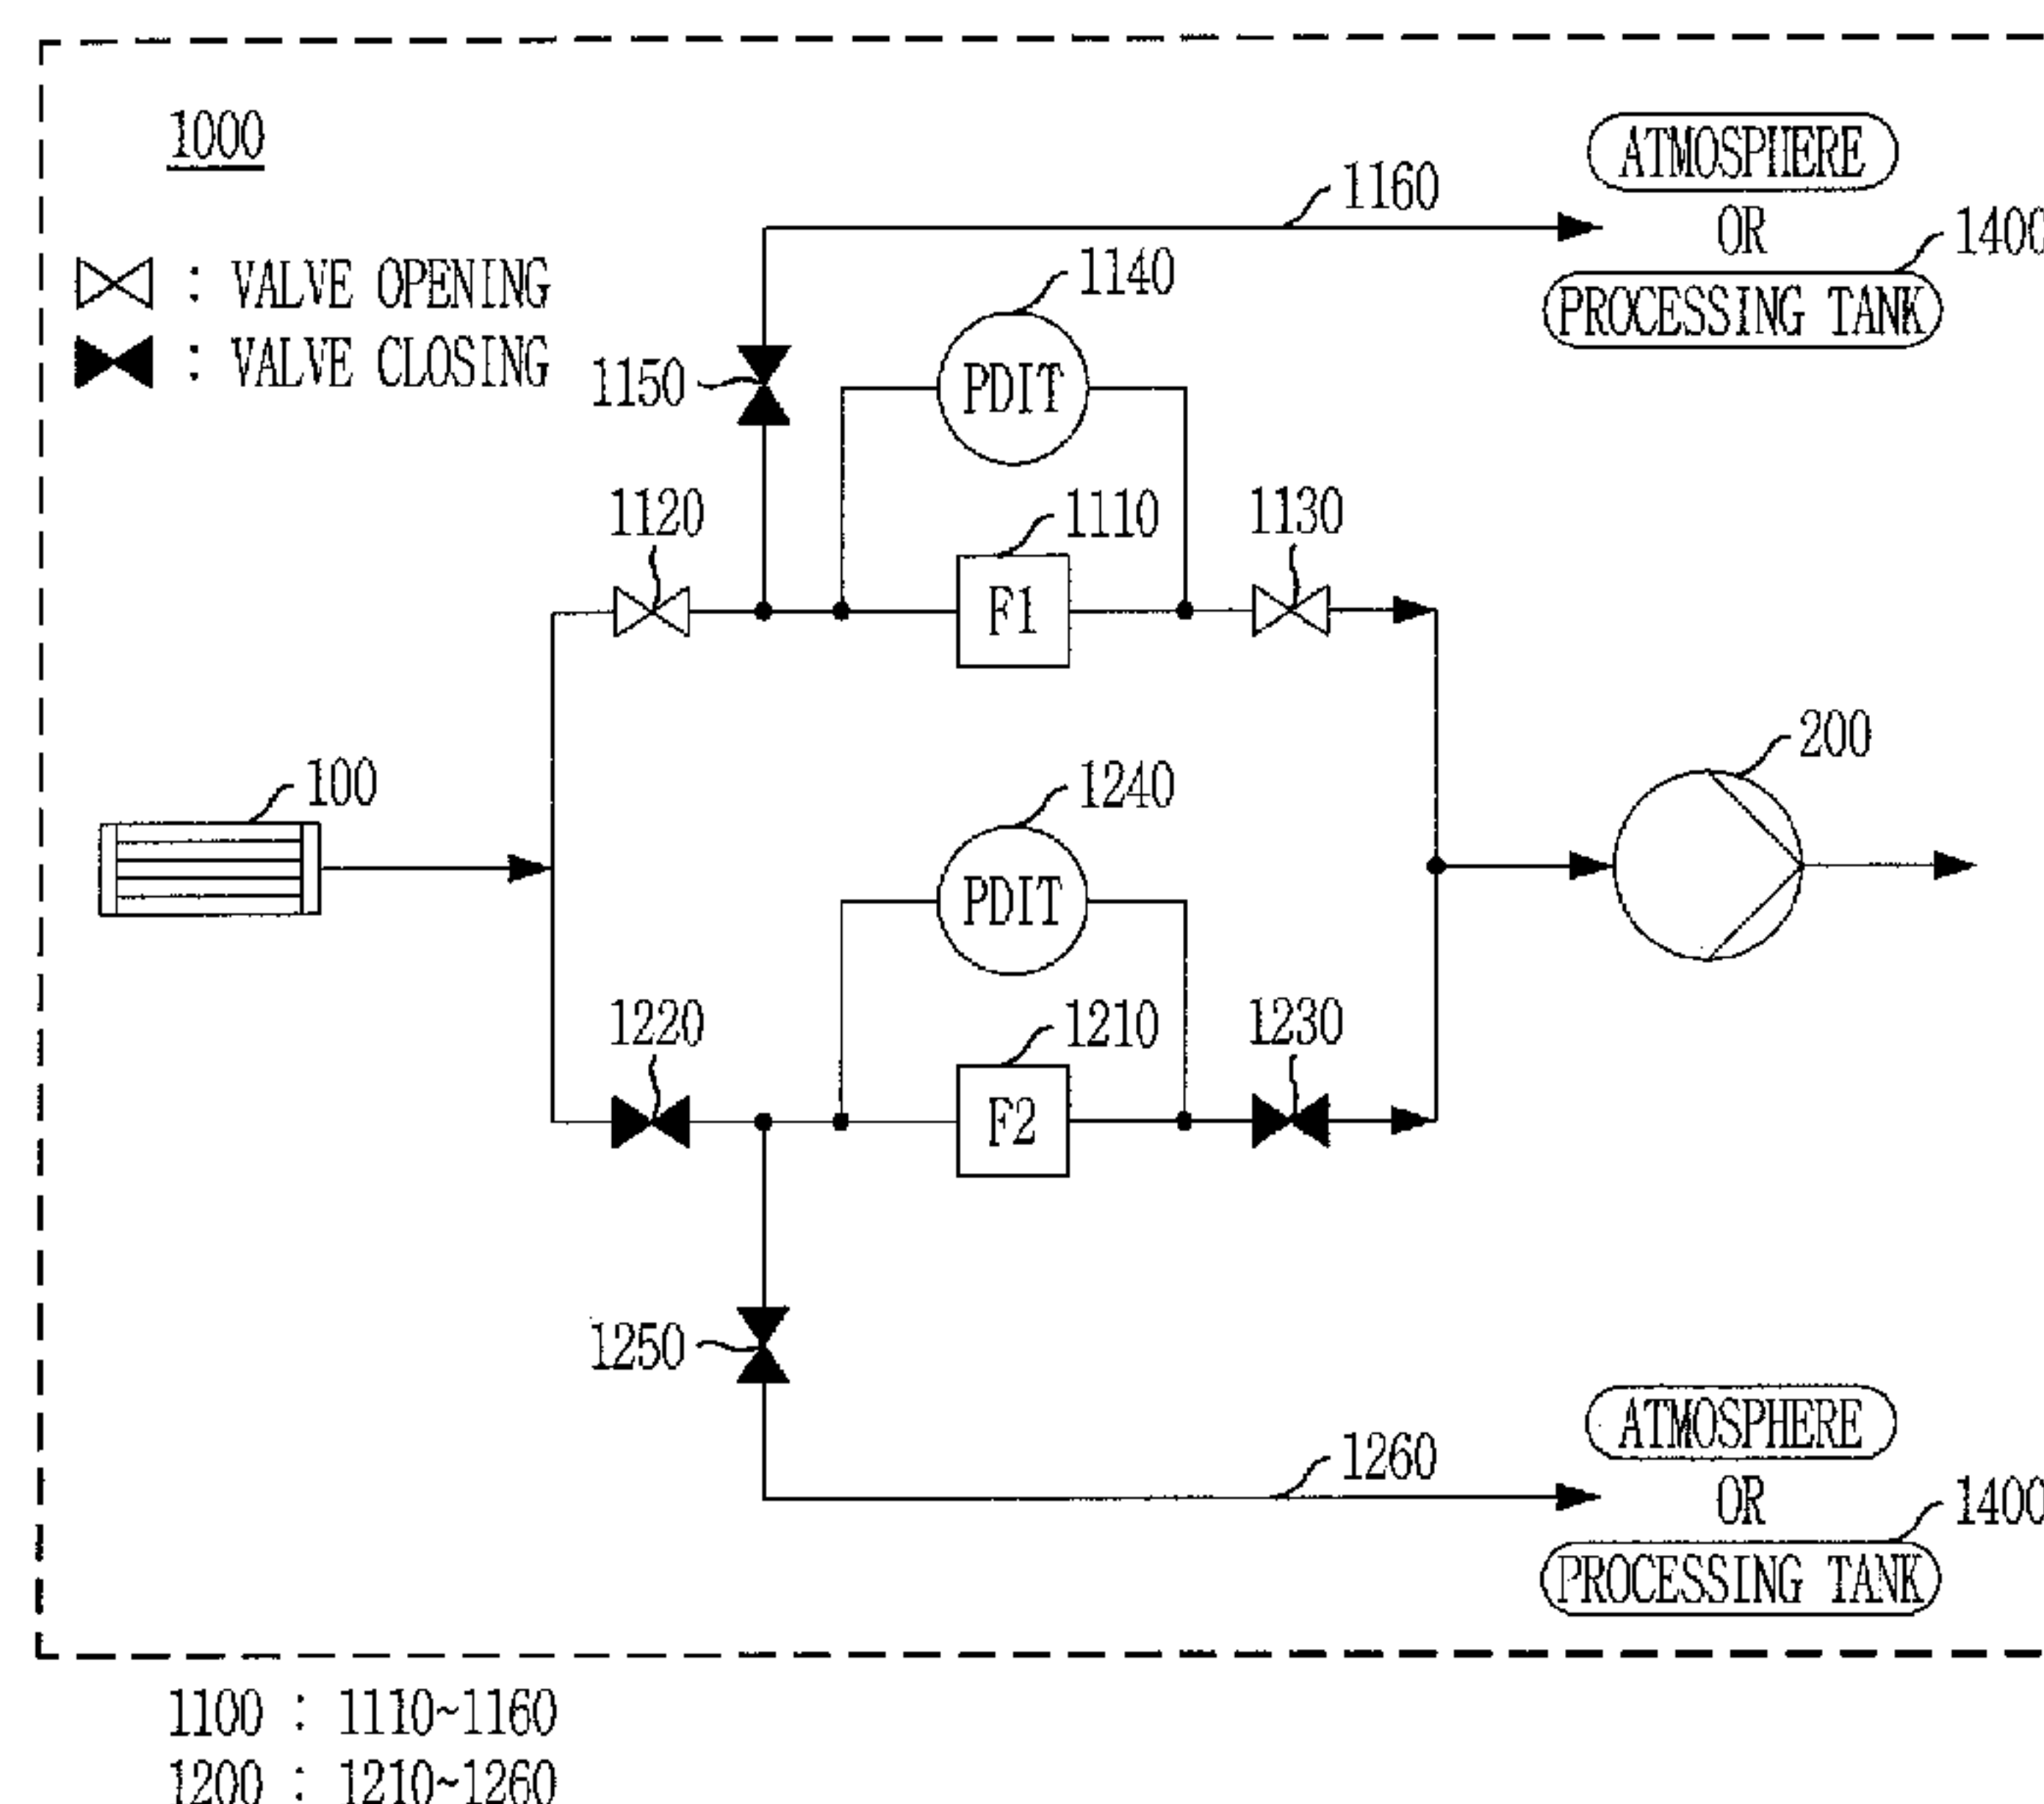 1000
: VALVE OPENING
: VALVE CLOSING
ATMOSPHERE
OR
1400
PROCESSING TANK
1160
1140
1150
PDIT
1120
1110
1130
F1
100
200
1240
PDIT
1220
1210
1230
F2
1250
ATMOSPHERE
1260
OR
1400
PROCESSING TANK
1100 : 1110~1160
1200 : 1210~1260